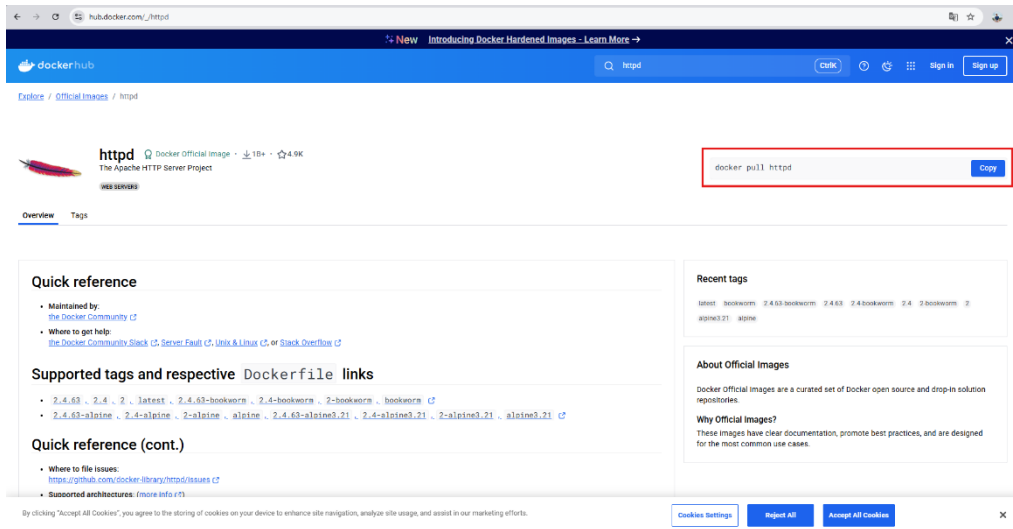 hub.docker.com/_/httpd
New Introducing Docker Hardened Images - Learn More →
dockerhub
httpd
Ctrl K
Sign in
Sign up
Explore / Official Images / httpd
httpd Docker Official Image · 1B+ · 4.9K
The Apache HTTP Server Project
WEB SERVERS
docker pull httpd
Copy
Overview Tags
Quick reference
• Maintained by:
the Docker Community
• Where to get help:
the Docker Community Slack, Server Fault, Unix & Linux, or Stack Overflow
Supported tags and respective Dockerfile links
• 2.4.63, 2.4, 2, latest, 2.4.63-bookworm, 2.4-bookworm, 2-bookworm, bookworm
• 2.4.63-alpine, 2.4-alpine, 2-alpine, alpine, 2.4.63-alpine3.21, 2.4-alpine3.21, 2-alpine3.21, alpine3.21
Quick reference (cont.)
• Where to file issues:
https://github.com/docker-library/httpd/issues
• Supported architectures: (more info)
Recent tags
latest bookworm 2.4.63-bookworm 2.4.63 2.4-bookworm 2.4 2-bookworm 2
alpine3.21 alpine
About Official Images
Docker Official Images are a curated set of Docker open source and drop-in solution
repositories.
Why Official Images?
These images have clear documentation, promote best practices, and are designed
for the most common use cases.
By clicking "Accept All Cookies", you agree to the storing of cookies on your device to enhance site navigation, analyze site usage, and assist in our marketing efforts.
Cookies Settings
Reject All
Accept All Cookies